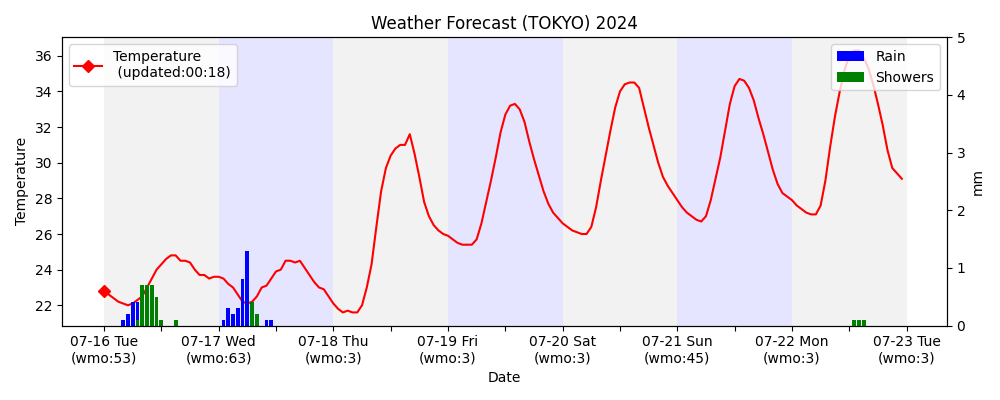 Weather Forecast (TOKYO) 2024
Temperature
(updated:00:18)
Rain
Showers
Temperature
36
34
32
30
28
26
24
22
5
4
3
2
1
0
mm
07-16 Tue
(wmo:53)
07-17 Wed
(wmo:63)
07-18 Thu
(wmo:3)
07-19 Fri
(wmo:3)
07-20 Sat
(wmo:3)
07-21 Sun
(wmo:45)
07-22 Mon
(wmo:3)
07-23 Tue
(wmo:3)
Date